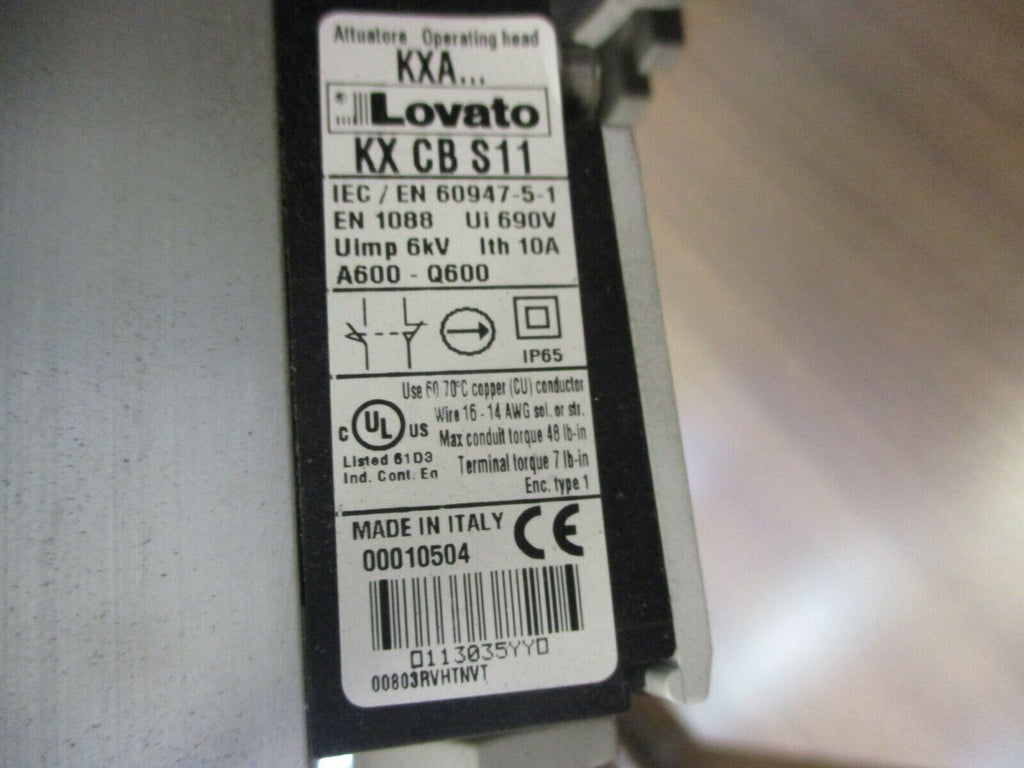 Attuatore Operating head
KXA...
Lovato
KX CB S11
IEC / EN 60947-5-1
EN 1088 Ui 690V
Uimp 6kV Ith 10A
A600 - Q600
IP65
Use 60 70°C copper (CU) conductor
Wire 16 - 14 AWG sol. or str.
Max conduit torque 48 lb-in
Terminal torque 7 lb-in
Enc. type 1
C UL US
Listed 61D3
Ind. Cont. Eq
MADE IN ITALY CE
00010504
0113035YY0
00803RVHTNVT